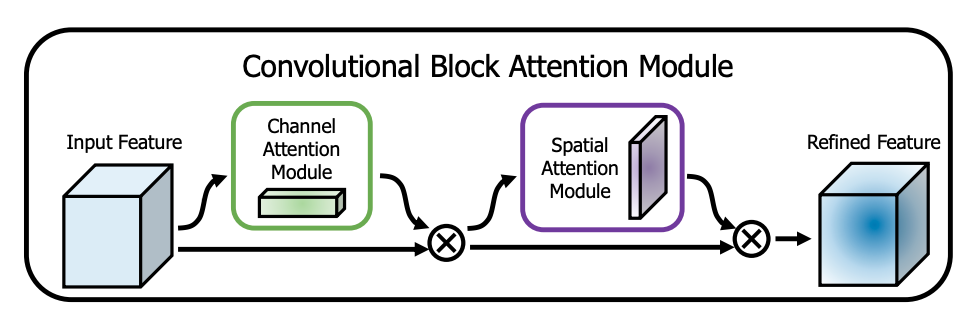 Convolutional Block Attention Module
Input Feature
Channel
Attention
Module
Spatial
Attention
Module
Refined Feature